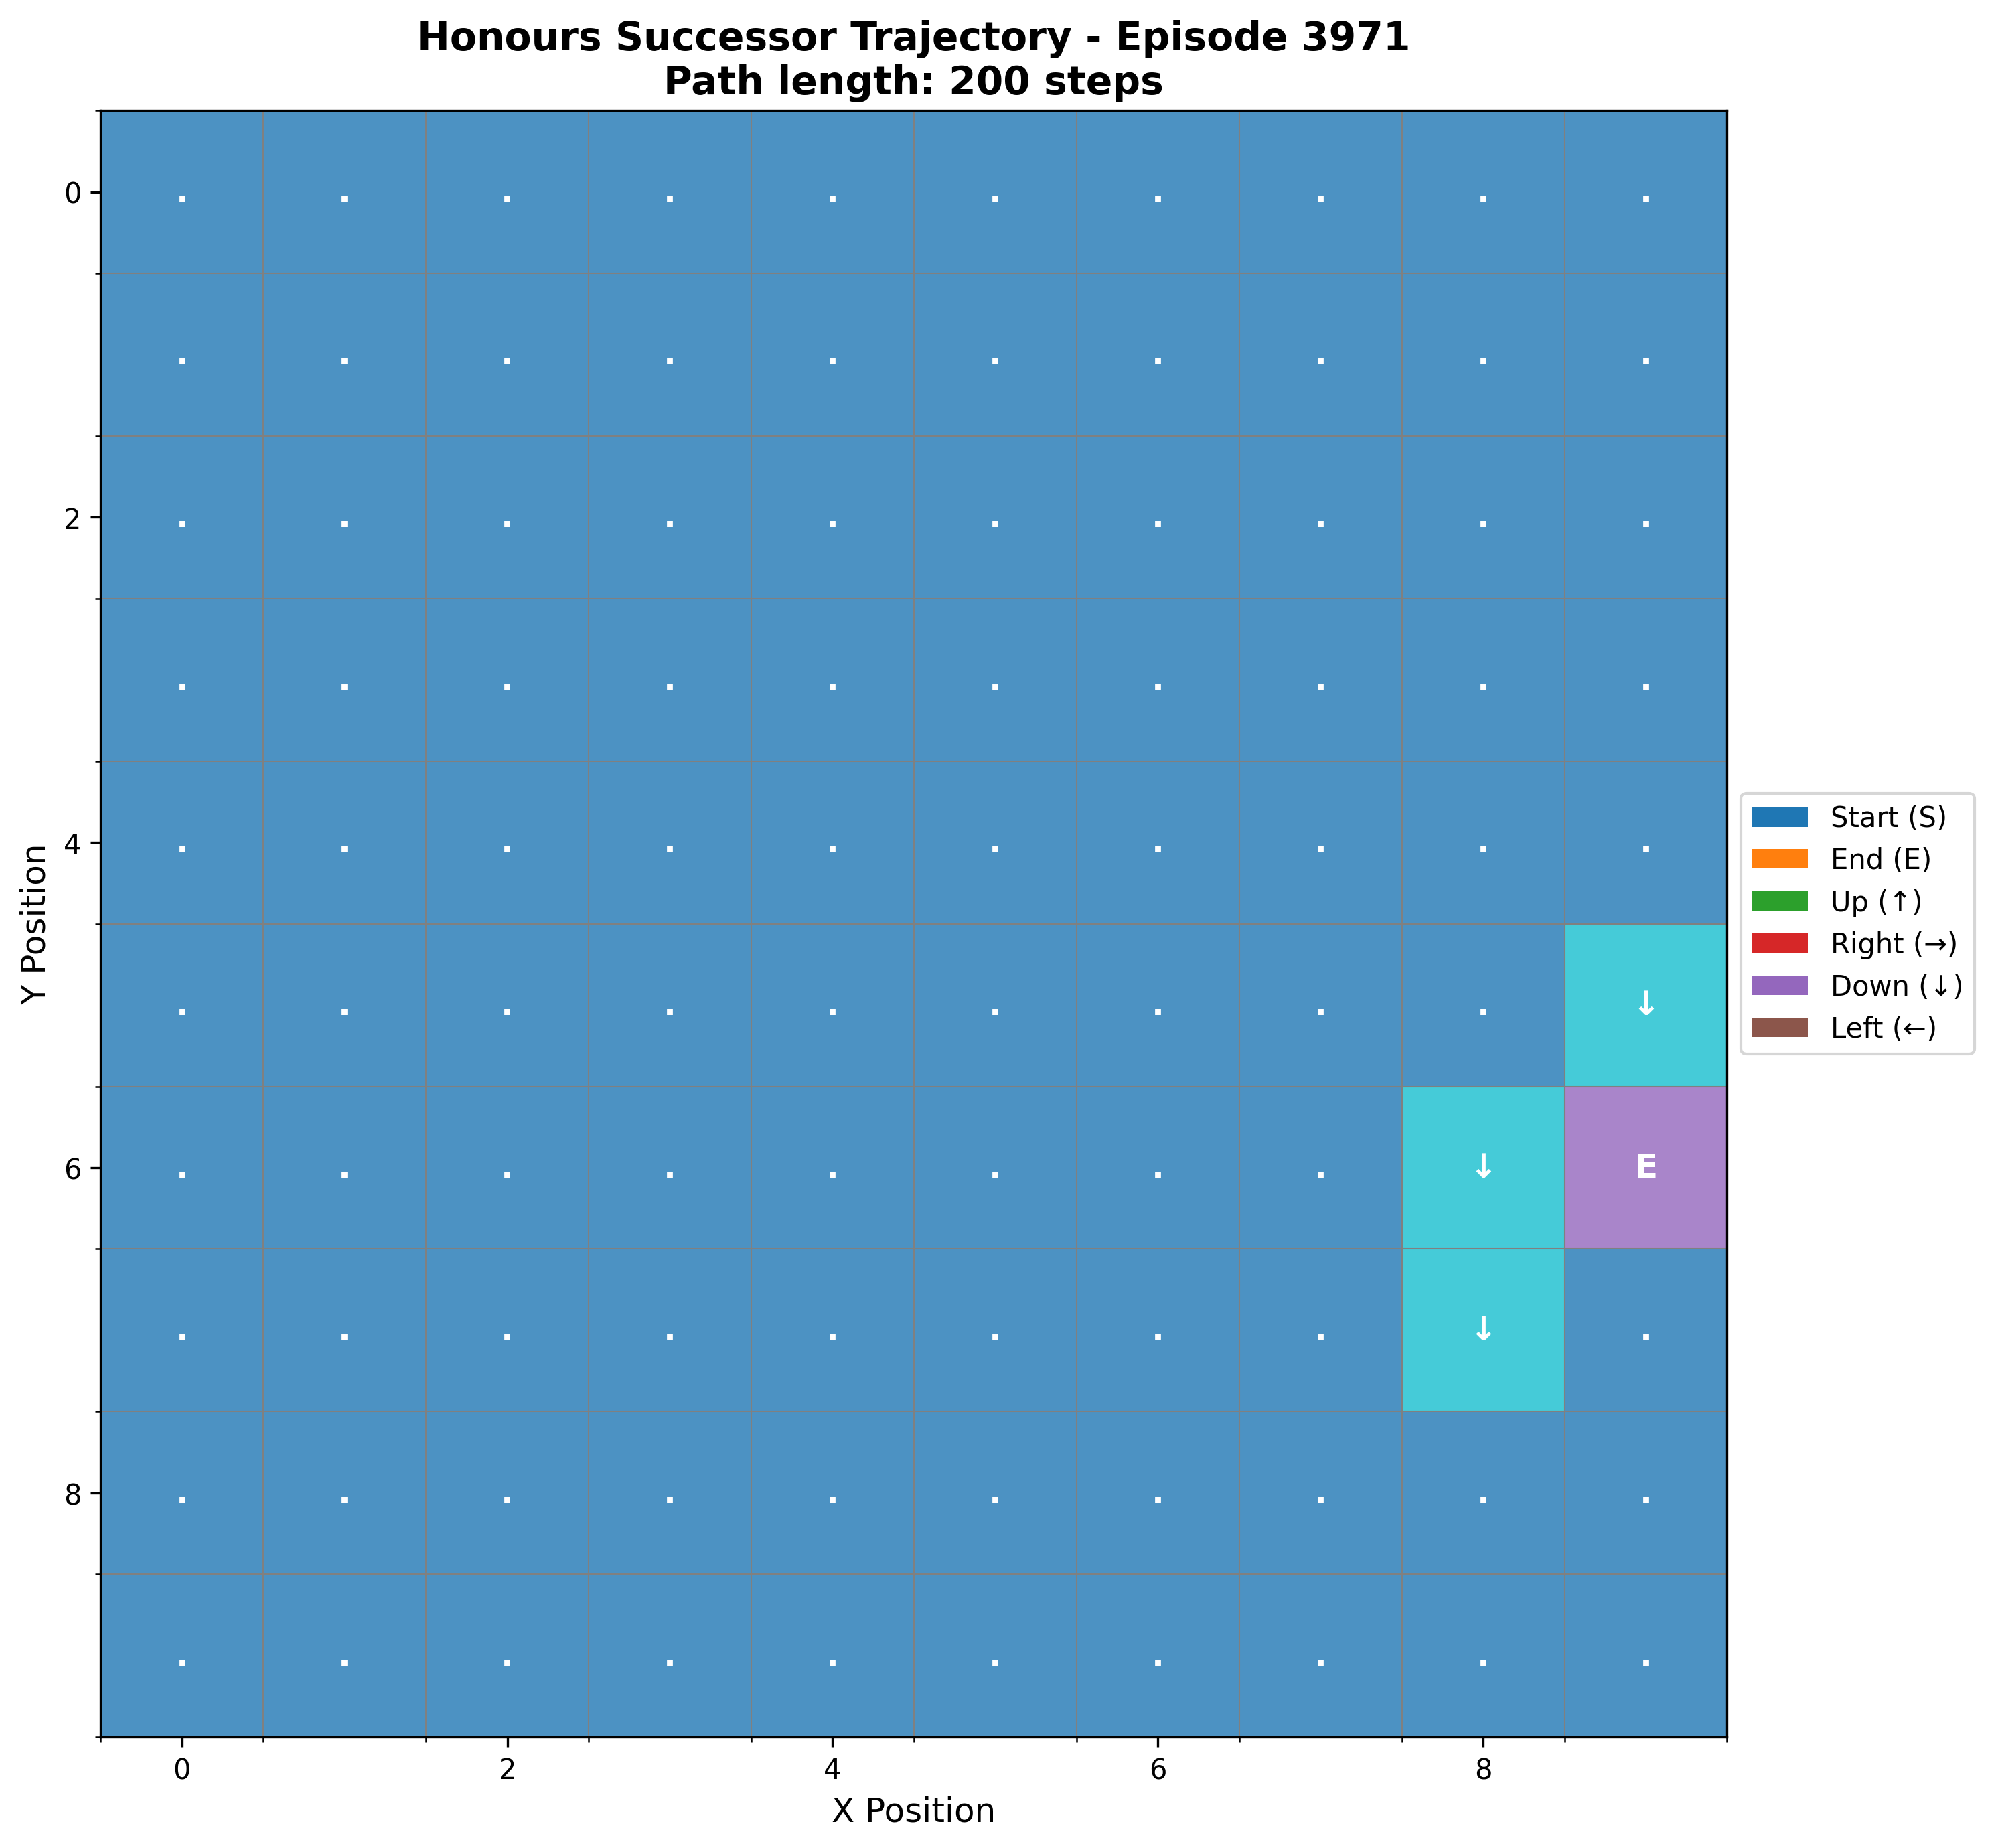 Honours Successor Trajectory - Episode 3971
Path length: 200 steps
Y Position
0
2
4
6
8
↓
↓
E
↓
0 2 4 6 8
X Position
Start (S)
End (E)
Up (↑)
Right (→)
Down (↓)
Left (←)